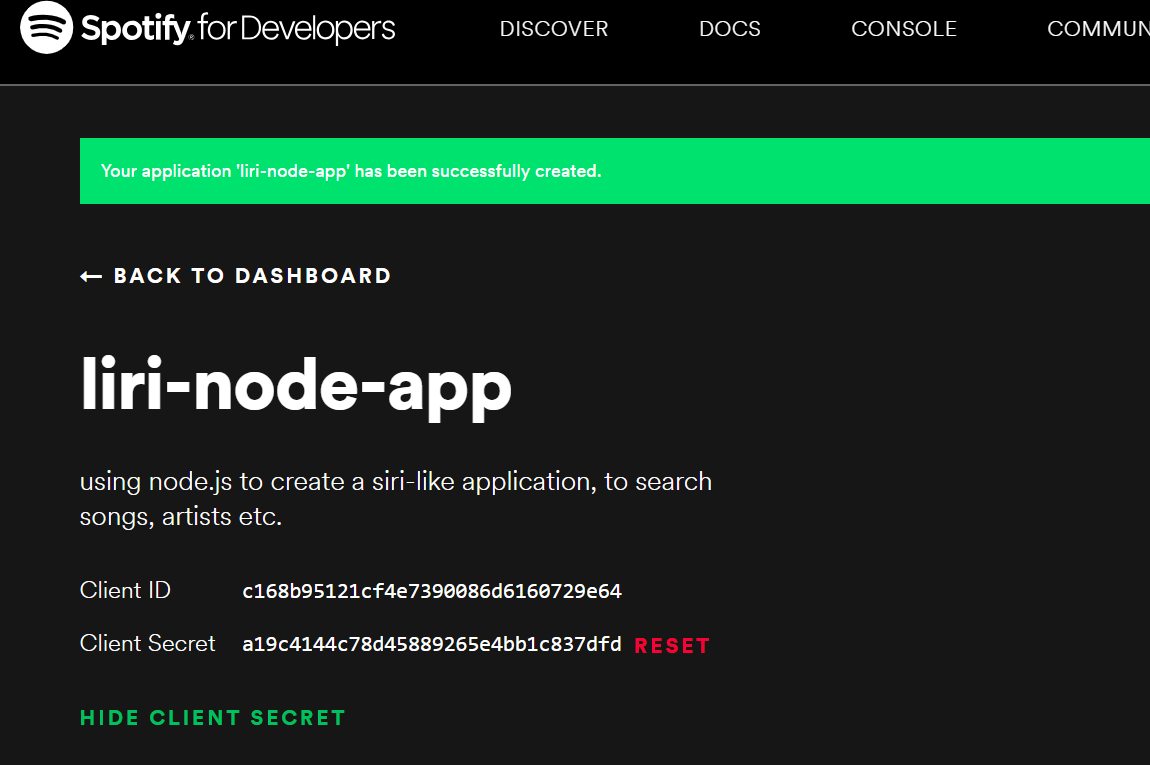 Spotify® for Developers DISCOVER DOCS CONSOLE COMMUN
Your application 'liri-node-app' has been successfully created.
← BACK TO DASHBOARD
liri-node-app
using node.js to create a siri-like application, to search
songs, artists etc.
Client ID c168b95121cf4e7390086d6160729e64
Client Secret a19c4144c78d45889265e4bb1c837dfd RESET
HIDE CLIENT SECRET